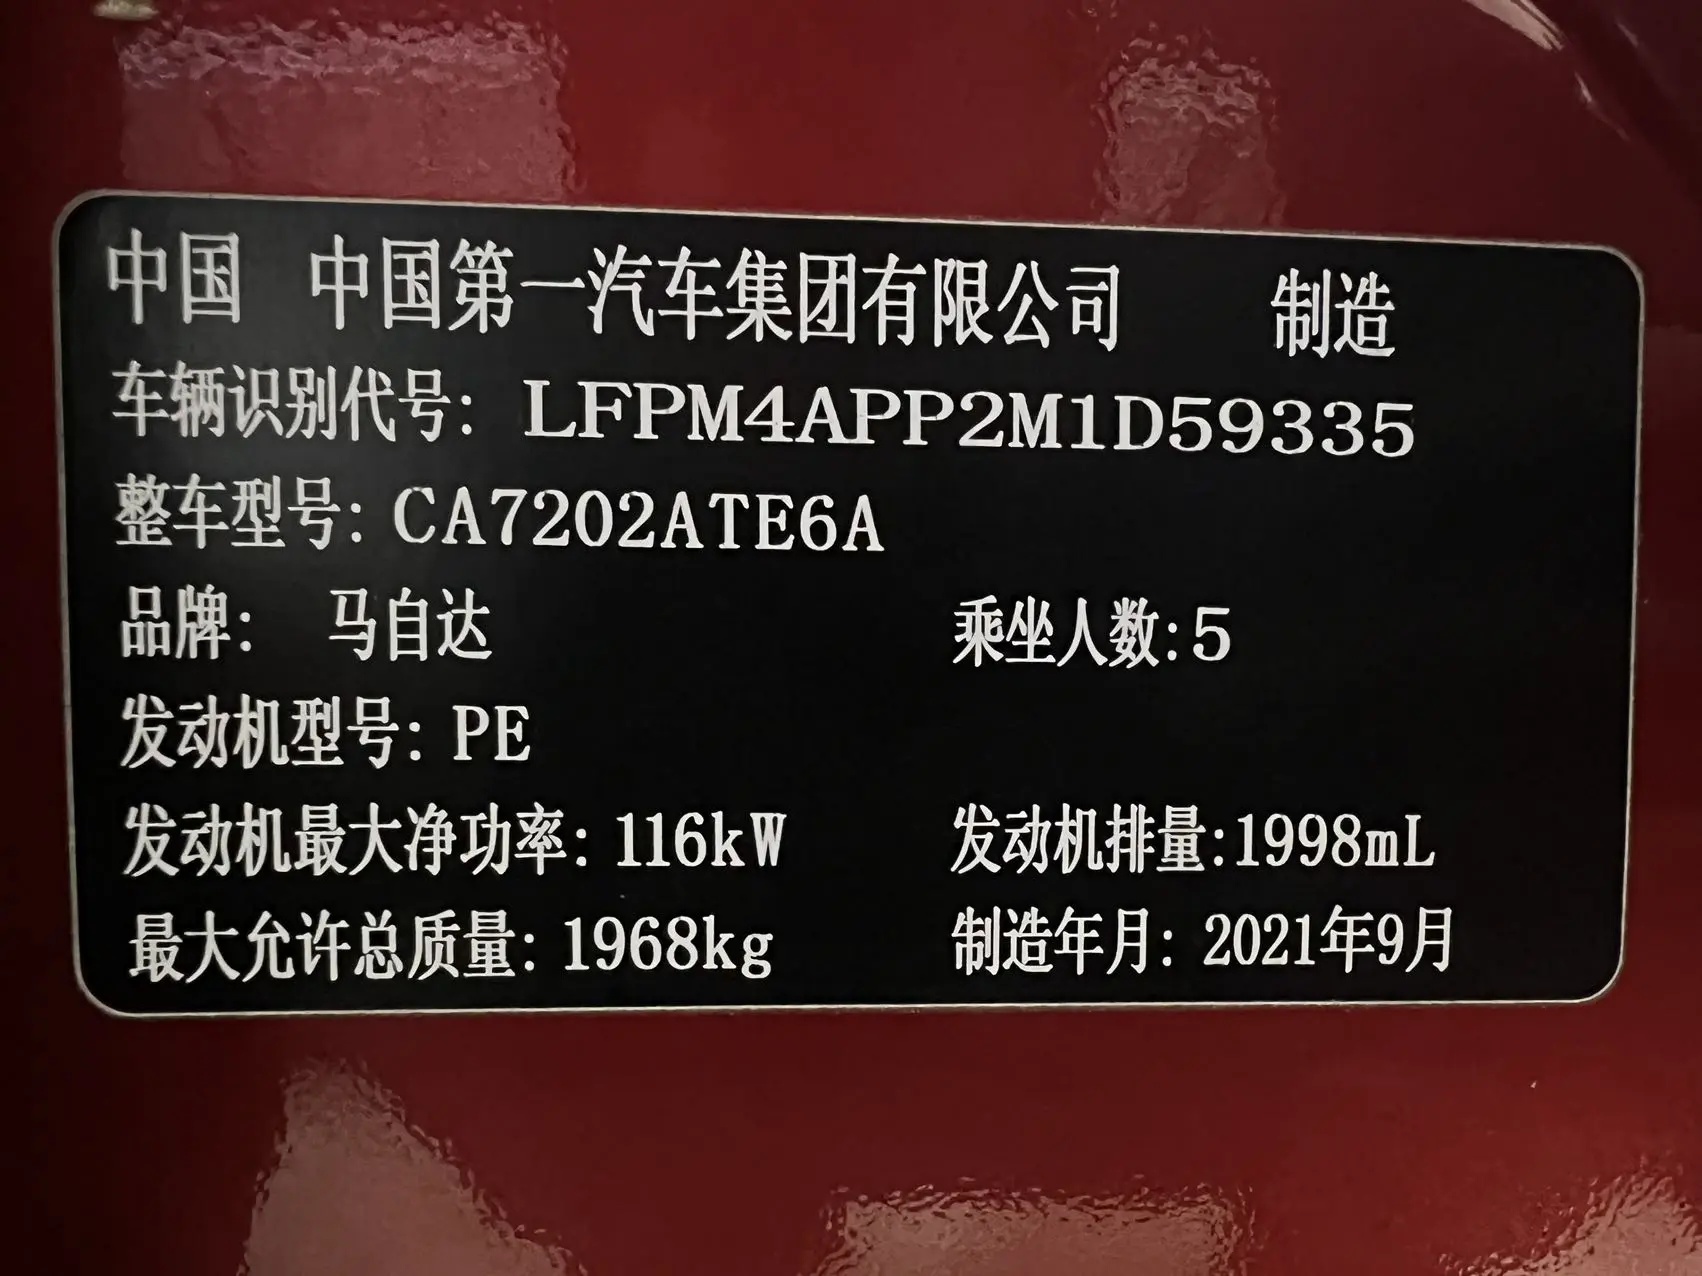 中国 中国第一汽车集团有限公司 制造
车辆识别代号: LFPM4APP2M1D59335
整车型号: CA7202ATE6A
品牌: 马自达 乘坐人数:5
发动机型号: PE
发动机最大净功率: 116kW 发动机排量:1998mL
最大允许总质量: 1968kg 制造年月: 2021年9月